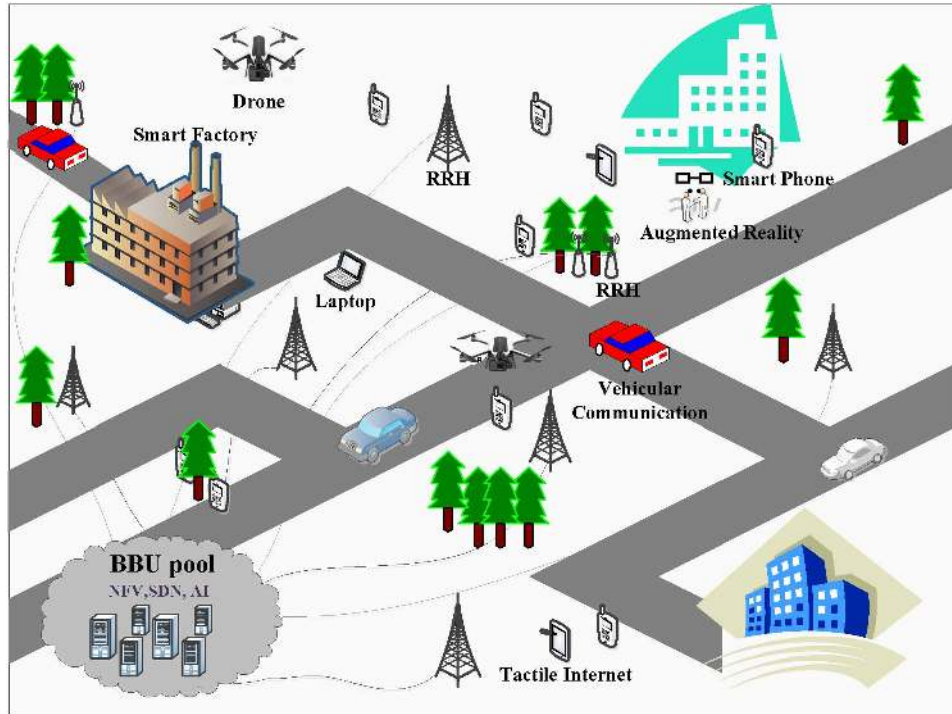 Drone
Smart Factory
RRH
Smart Phone
Augmented Reality
RRH
Laptop
Vehicular
Communication
BBU pool
NFV,SDN, AI
Tactile Internet